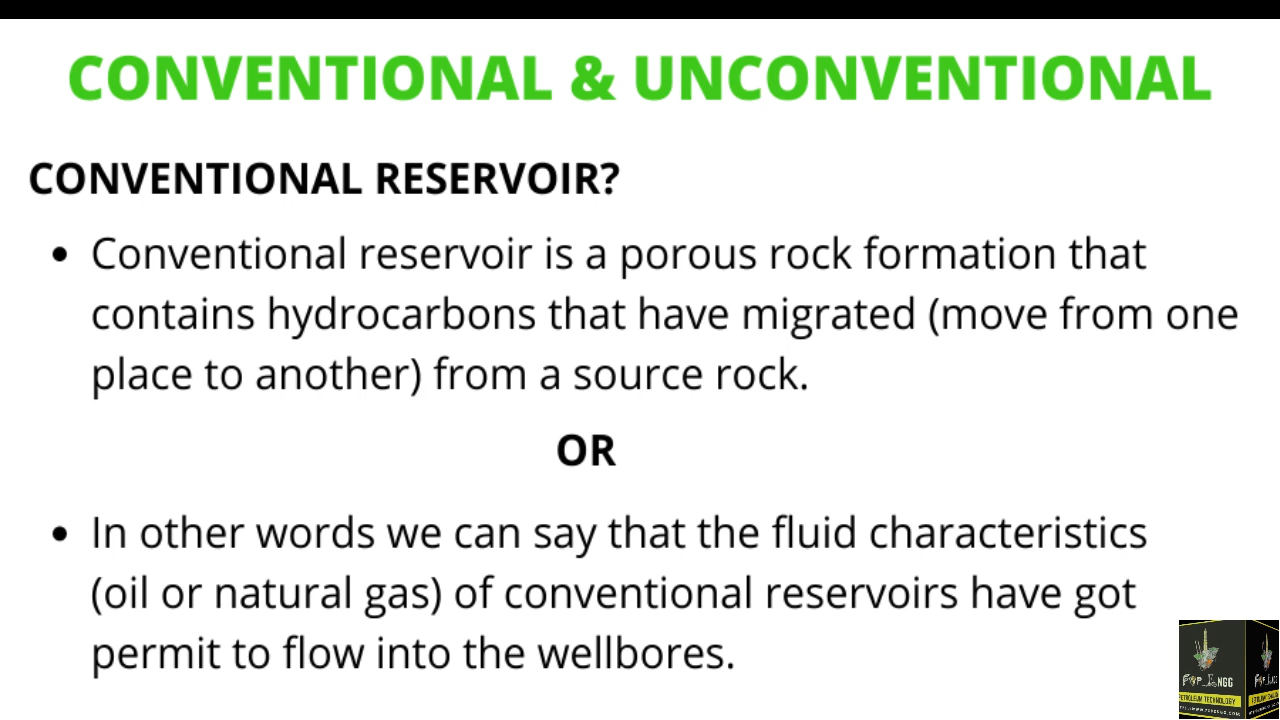 CONVENTIONAL & UNCONVENTIONAL
CONVENTIONAL RESERVOIR?
• Conventional reservoir is a porous rock formation that
contains hydrocarbons that have migrated (move from one
place to another) from a source rock.
OR
• In other words we can say that the fluid characteristics
(oil or natural gas) of conventional reservoirs have got
permit to flow into the wellbores.
PETROLEUM TECHNOLOGY